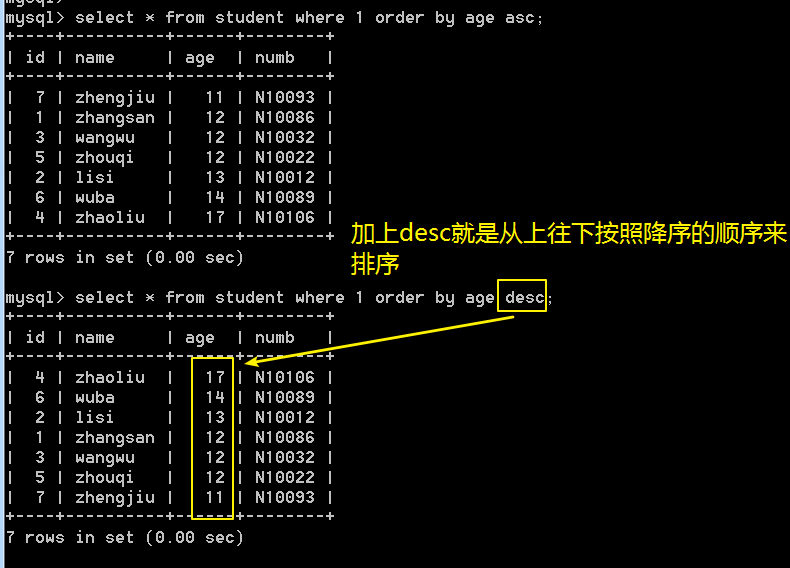 mysql>
mysql> select * from student where 1 order by age asc;
+----+-----------+------+--------+
| id | name      | age  | numb   |
+----+-----------+------+--------+
|  7 | zhengjiu |   11 | N10093 |
|  1 | zhangsan |   12 | N10086 |
|  3 | wangwu   |   12 | N10032 |
|  5 | zhouqi   |   12 | N10022 |
|  2 | lisi     |   13 | N10012 |
|  6 | wuba     |   14 | N10089 |
|  4 | zhaoliu  |   17 | N10106 |
+----+----------+------+--------+
7 rows in set (0.00 sec)
加上desc就是从上往下按照降序的顺序来
排序
mysql> select * from student where 1 order by age desc;
+----+----------+------+--------+
| id | name     | age  | numb   |
+----+----------+------+--------+
|  4 | zhaoliu  |   17 | N10106 |
|  6 | wuba     |   14 | N10089 |
|  2 | lisi     |   13 | N10012 |
|  1 | zhangsan |   12 | N10086 |
|  3 | wangwu   |   12 | N10032 |
|  5 | zhouqi   |   12 | N10022 |
|  7 | zhengjiu |   11 | N10093 |
+----+----------+------+--------+
7 rows in set (0.00 sec)